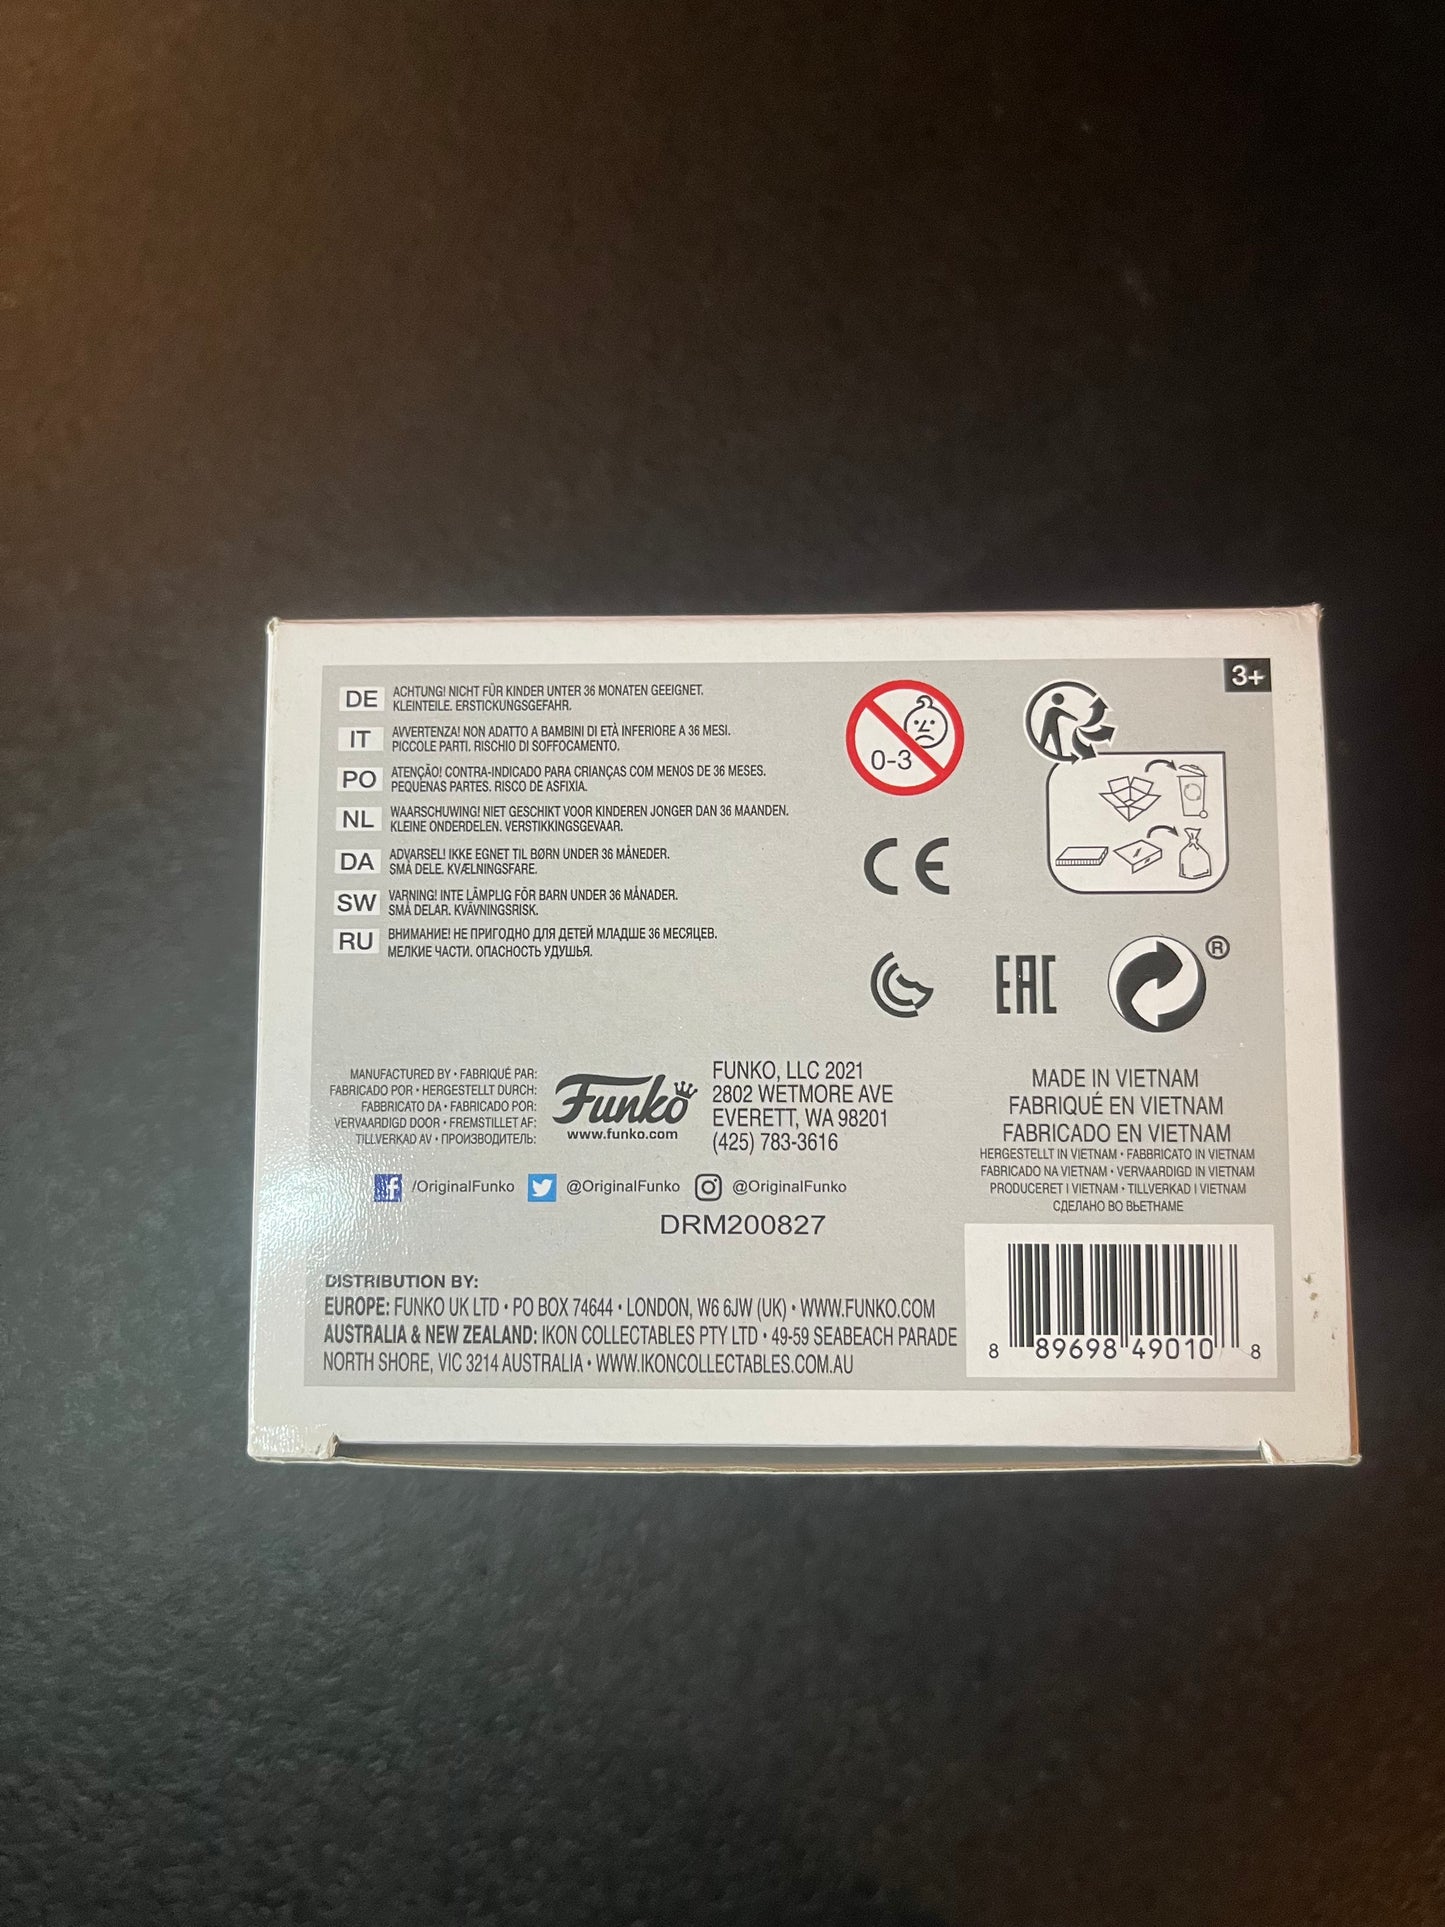 3+
DE ACHTUNG! NICHT FÜR KINDER UNTER 36 MONATEN GEEIGNET.
KLEINTEILE. ERSTICKUNGSGEFAHR.
IT AVVERTENZA! NON ADATTO A BAMBINI DI ETÀ INFERIORE A 36 MESI.
PICCOLE PARTI. RISCHIO DI SOFFOCAMENTO.
PO ATENÇÃO! CONTRA-INDICADO PARA CRIANÇAS COM MENOS DE 36 MESES.
PEQUENAS PARTES. RISCO DE ASFIXIA.
NL WAARSCHUWING! NIET GESCHIKT VOOR KINDEREN JONGER DAN 36 MAANDEN.
KLEINE ONDERDELEN. VERSTIKKINGSGEVAAR.
DA ADVARSEL! IKKE EGNET TIL BØRN UNDER 36 MÅNEDER.
SMÅ DELE. KVÆLNINGSFARE.
SW VARNING! INTE LÄMPLIG FÖR BARN UNDER 36 MÅNADER.
SMÅ DELAR. KVÄVNINGSRISK.
RU ВНИМАНИЕ! НЕ ПРИГОДНО ДЛЯ ДЕТЕЙ МЛАДШЕ 36 МЕСЯЦЕВ.
МЕЛКИЕ ЧАСТИ. ОПАСНОСТЬ УДУШЬЯ.
0-3
CE
EAC
®
MANUFACTURED BY • FABRIQUÉ PAR:
FABRICADO POR • HERGESTELLT DURCH:
FABBRICATO DA • FABRICADO POR:
VERVAARDIGD DOOR • FREMSTILLET AF:
TILLVERKAD AV • ПРОИЗВОДИТЕЛЬ:
Funko
www.funko.com
FUNKO, LLC 2021
2802 WETMORE AVE
EVERETT, WA 98201
(425) 783-3616
MADE IN VIETNAM
FABRIQUÉ EN VIETNAM
FABRICADO EN VIETNAM
HERGESTELLT IN VIETNAM • FABBRICATO IN VIETNAM
FABRICADO NA VIETNAM • VERVAARDIGD IN VIETNAM
PRODUCERET I VIETNAM • TILLVERKAD I VIETNAM
СДЕЛАНО ВО ВЬЕТНАМЕ
f /OriginalFunko @OriginalFunko @OriginalFunko
DRM200827
DISTRIBUTION BY:
EUROPE: FUNKO UK LTD • PO BOX 74644 • LONDON, W6 6JW (UK) • WWW.FUNKO.COM
AUSTRALIA & NEW ZEALAND: IKON COLLECTABLES PTY LTD • 49-59 SEABEACH PARADE
NORTH SHORE, VIC 3214 AUSTRALIA • WWW.IKONCOLLECTABLES.COM.AU
8 89698 49010 8